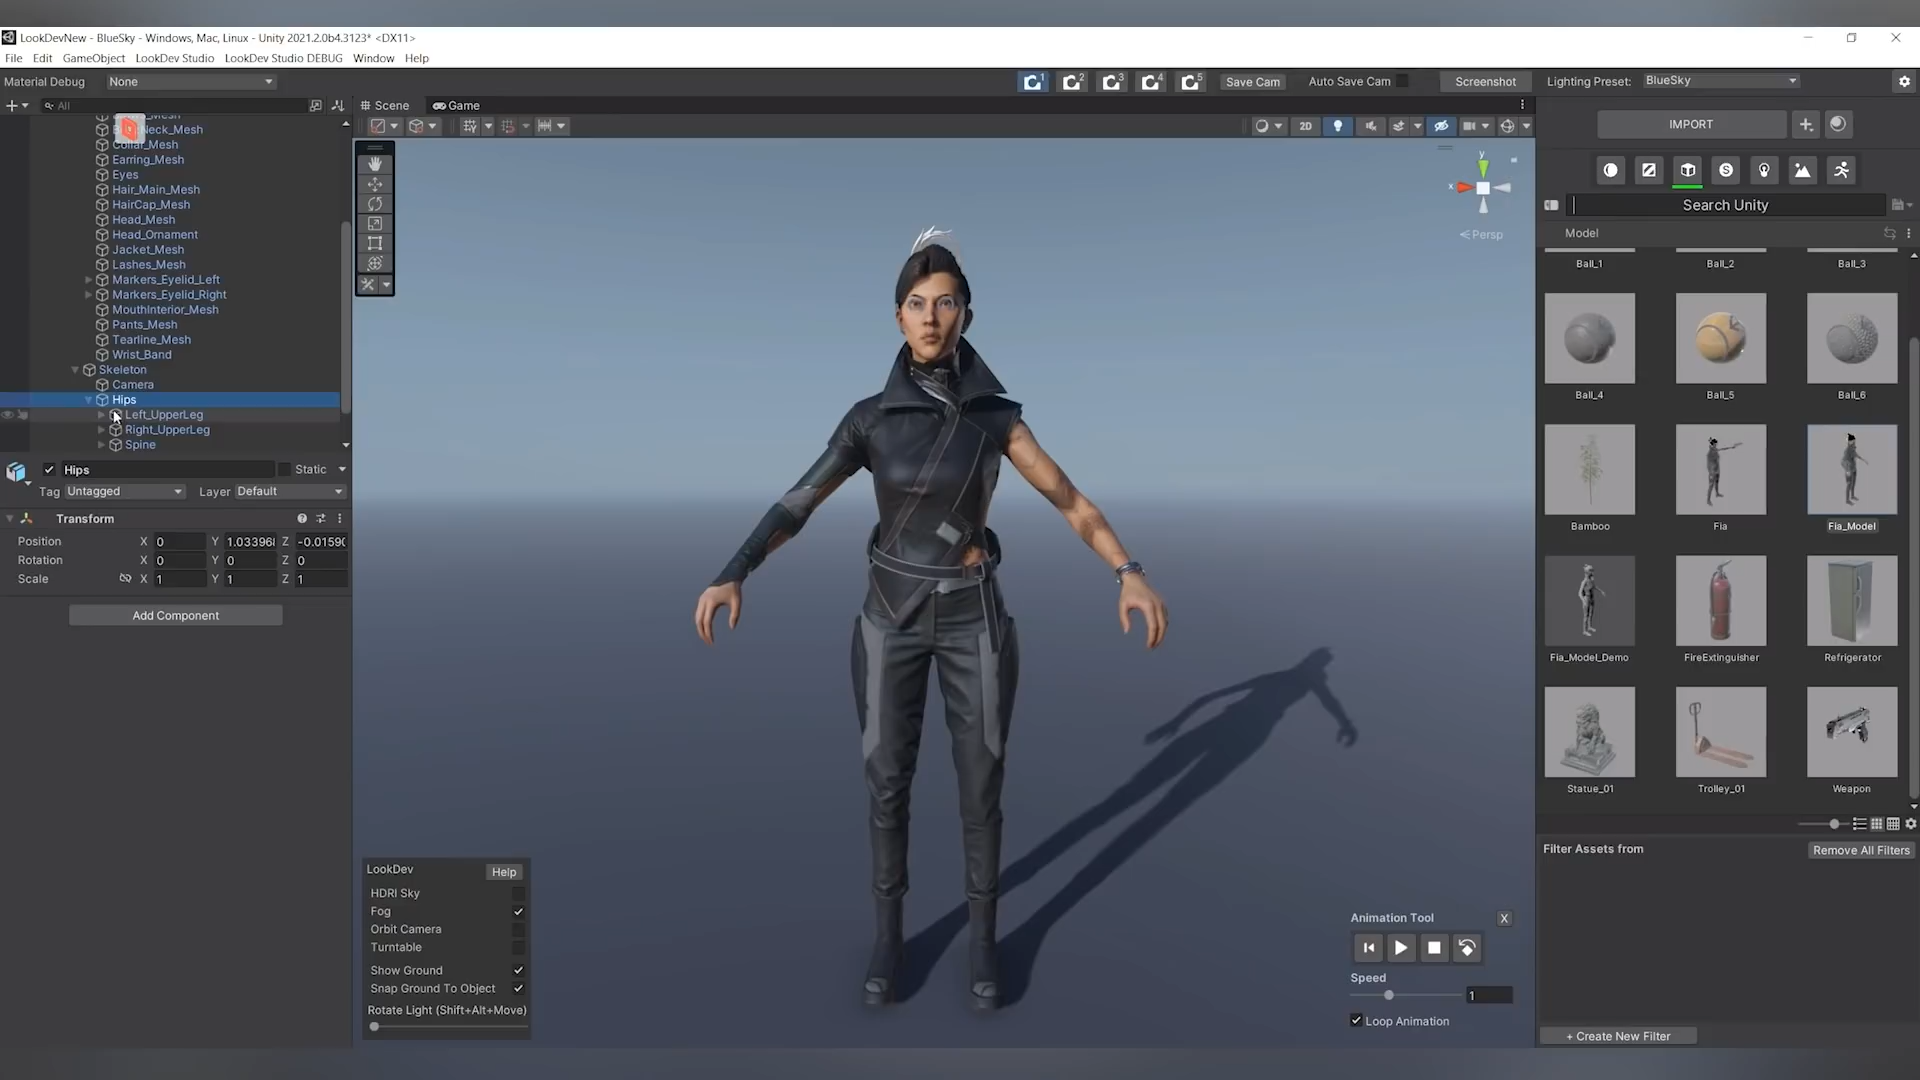 LookDevNew - BlueSky - Windows, Mac, Linux - Unity 2021.2.0b4.3123* <DX11>
File Edit GameObject LookDev Studio LookDev Studio DEBUG Window Help
Material Debug None 1 2 3 4 5 Save Cam Auto Save Cam Screenshot Lighting Preset: BlueSky
All Scene Game
2D
IMPORT
Search Unity
Model
Neck_Mesh
Collar_Mesh
Earring_Mesh
Eyes
Hair_Main_Mesh
HairCap_Mesh
Head_Mesh
Head_Ornament
Jacket_Mesh
Lashes_Mesh
Markers_Eyelid_Left
Markers_Eyelid_Right
MouthInterior_Mesh
Pants_Mesh
Tearline_Mesh
Wrist_Band
Skeleton
Camera
Hips
Left_UpperLeg
Right_UpperLeg
Spine
Hips Static
Tag Untagged Layer Default
Transform
Position X 0 Y 1.03396 Z -0.0159
Rotation X 0 Y 0 Z 0
Scale X 1 Y 1 Z 1
Add Component
y
x
Persp
LookDev Help
HDRI Sky
Fog
Orbit Camera
Turntable
Show Ground
Snap Ground To Object
Rotate Light (Shift+Alt+Move)
Animation Tool X
Speed
1
Loop Animation
Ball_1 Ball_2 Ball_3
Ball_4 Ball_5 Ball_6
Bamboo Fia Fia_Model
Fia_Model_Demo FireExtinguisher Refrigerator
Statue_01 Trolley_01 Weapon
Filter Assets from Remove All Filters
+ Create New Filter